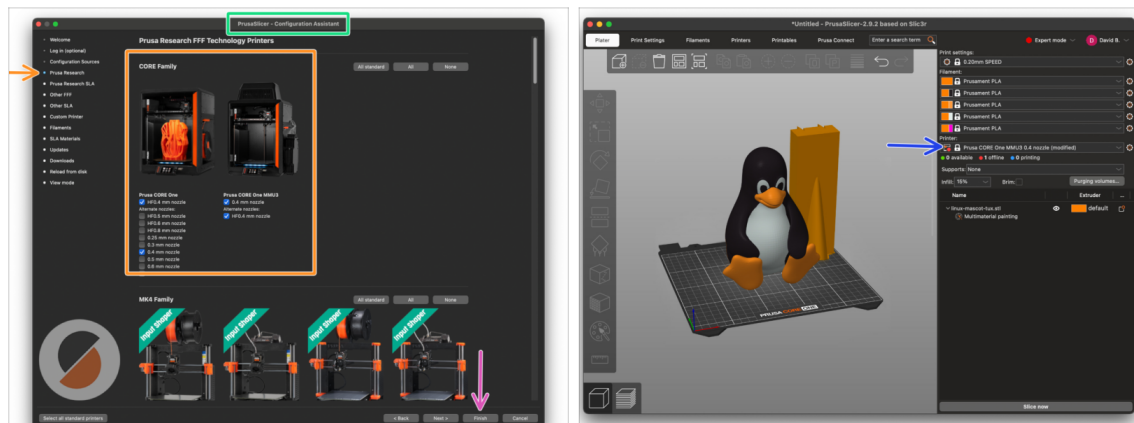 PrusaSlicer - Configuration Assistant
Welcome
Log in (optional)
Configuration Sources
Prusa Research
Prusa Research SLA
Other FFF
Other SLA
Custom Printer
Filaments
SLA Materials
Updates
Downloads
Reload from disk
View mode
Prusa Research FFF Technology Printers
CORE Family
All standard
All
None
Prusa CORE One
HF0.4 mm nozzle
Alternate nozzles:
HF0.5 mm nozzle
HF0.6 mm nozzle
HF0.8 mm nozzle
0.25 mm nozzle
0.3 mm nozzle
0.4 mm nozzle
0.5 mm nozzle
0.6 mm nozzle
Prusa CORE One MMU3
0.4 mm nozzle
Alternate nozzles:
HF0.4 mm nozzle
MK4 Family
All standard
All
None
Input Shaper
Input Shaper
Input Shaper
Input Shaper
Select all standard printers
< Back
Next >
Finish
Cancel
*Untitled - PrusaSlicer-2.9.2 based on Slic3r
Plater
Print Settings
Filaments
Printers
Printables
Prusa Connect
Enter a search term
Expert mode
David B.
Print settings:
0.20mm SPEED
Filament:
Prusament PLA
Prusament PLA
Prusament PLA
Prusament PLA
Prusament PLA
Printer:
Prusa CORE One MMU3 0.4 nozzle (modified)
0 available
1 offline
0 printing
Supports: None
Infill: 15%
Brim:
Purging volumes...
Name
Extruder
linux-mascot-tux.stl
default
Multimaterial painting
PRUSA CORE ONE
Slice now